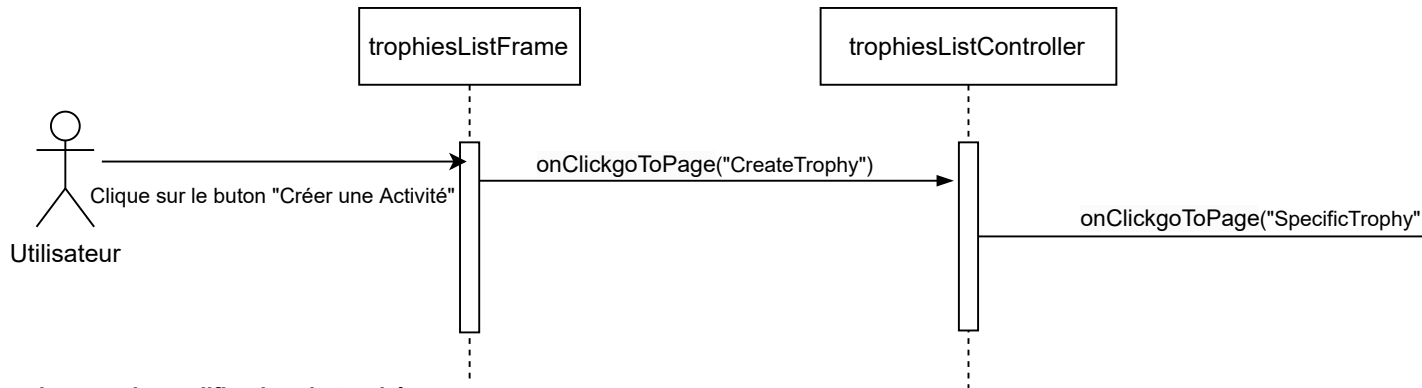 trophiesListFrame
trophiesListController
onClickgoToPage("CreateTrophy")
Clique sur le buton "Créer une Activité"
onClickgoToPage("SpecificTrophy"
Utilisateur